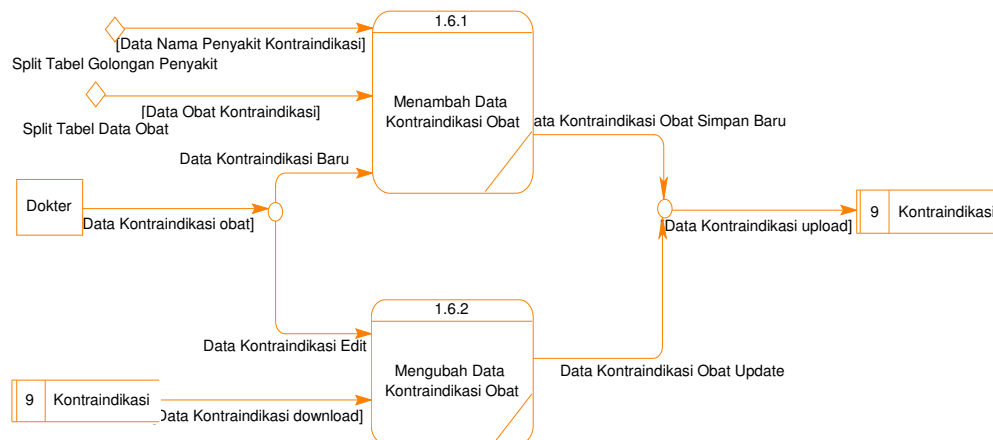 1.6.1
[Data Nama Penyakit Kontraindikasi]
Split Tabel Golongan Penyakit
[Data Obat Kontraindikasi]
Split Tabel Data Obat
Menambah Data
Kontraindikasi Obat
ata Kontraindikasi Obat Simpan Baru
Data Kontraindikasi Baru
Dokter
Data Kontraindikasi obat]
9 Kontraindikasi
Data Kontraindikasi upload]
1.6.2
Data Kontraindikasi Edit
Mengubah Data
Kontraindikasi Obat
Data Kontraindikasi Obat Update
9 Kontraindikasi
Data Kontraindikasi download]